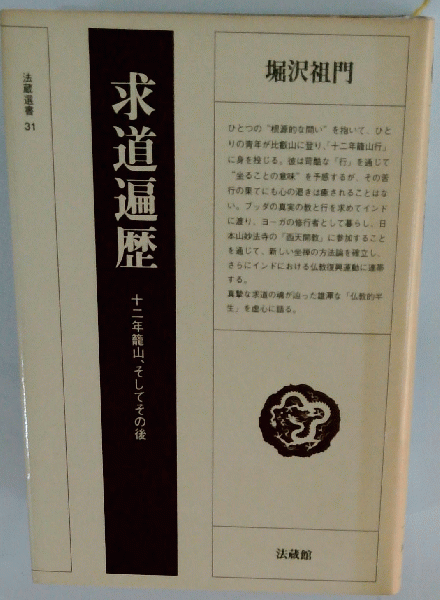 法蔵選書
31
求道遍歴
十二年籠山、そしてその後
堀沢祖門
ひとつの“根源的な問い”を抱いて、ひと
りの青年が比叡山に登り、「十二年籠山行」
に身を投じる。彼は苛酷な「行」を通じて
“坐ることの意味”を予感するが、その苦
行の果てにも心の渇きは癒されることはな
い。ブッダの真実の教と行を求めてインド
に渡り、ヨーガの修行者として暮らし、日
本山妙法寺の「西天開教」に参加すること
を通じて、新しい坐禅の方法論を確立し、
さらにインドにおける仏教復興運動に連帯
する。
真摯な求道の魂が辿った雄渾な「仏教的半
生」を虚心に語る。
法蔵館